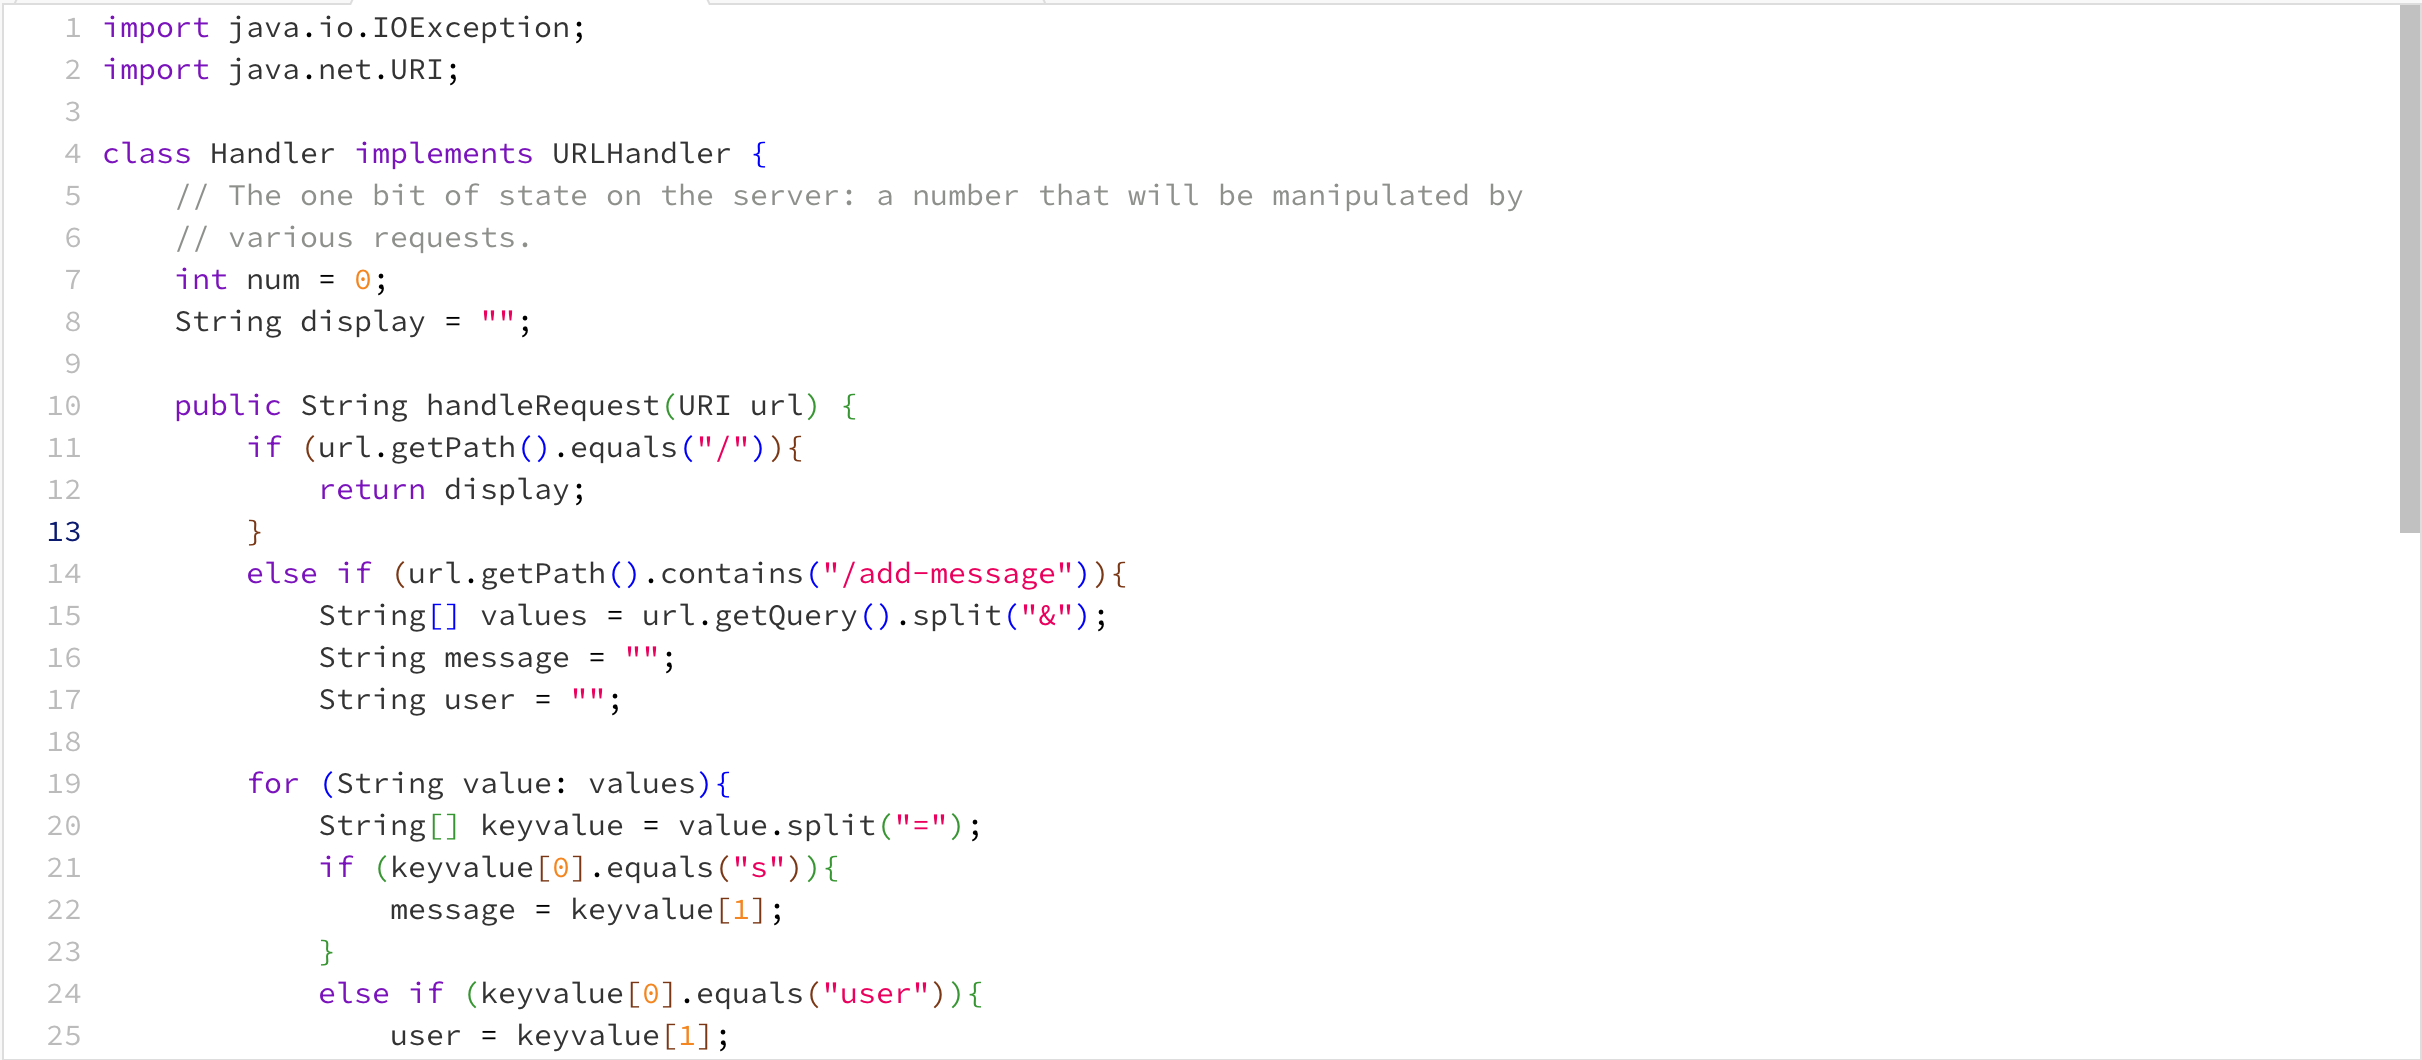 1 import java.io.IOException;
2 import java.net.URI;
3
4 class Handler implements URLHandler {
5     // The one bit of state on the server: a number that will be manipulated by
6     // various requests.
7     int num = 0;
8     String display = "";
9
10     public String handleRequest(URI url) {
11         if (url.getPath().equals("/")){
12             return display;
13         }
14         else if (url.getPath().contains("/add-message")){
15             String[] values = url.getQuery().split("&");
16             String message = "";
17             String user = "";
18
19         for (String value: values){
20             String[] keyvalue = value.split("=");
21             if (keyvalue[0].equals("s")){
22                 message = keyvalue[1];
23             }
24             else if (keyvalue[0].equals("user")){
25                 user = keyvalue[1];